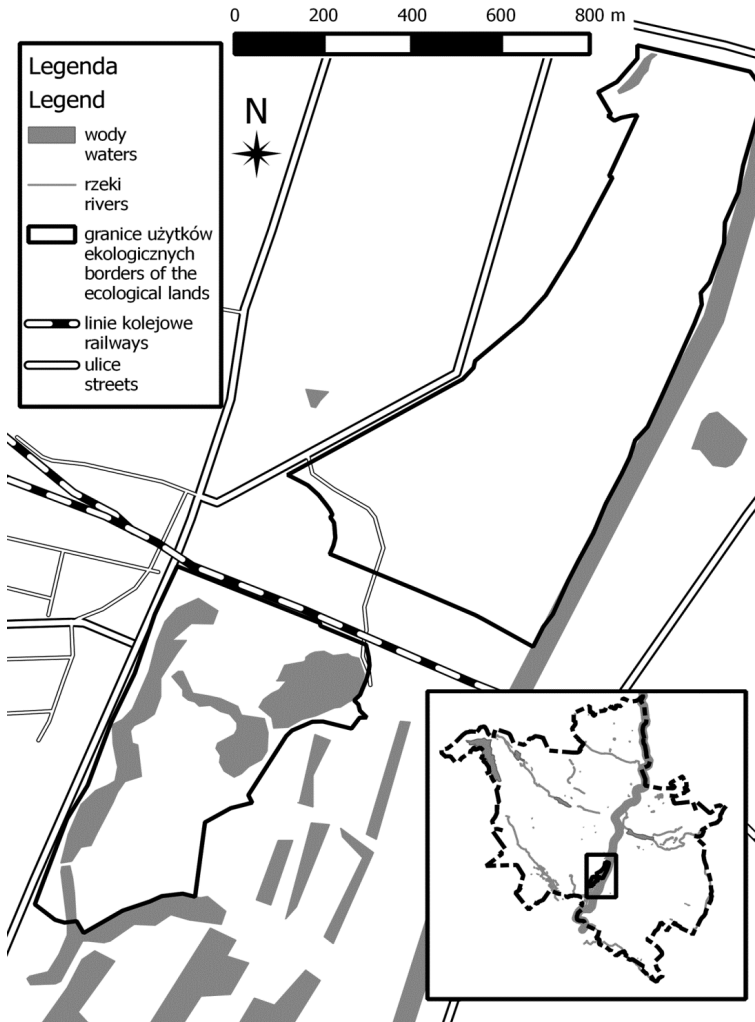 0 200 400 600 800 m
Legenda
Legend
wody
waters
rzeki
rivers
granice użytków
ekologicznych
borders of the
ecological lands
linie kolejowe
railways
ulice
streets
N